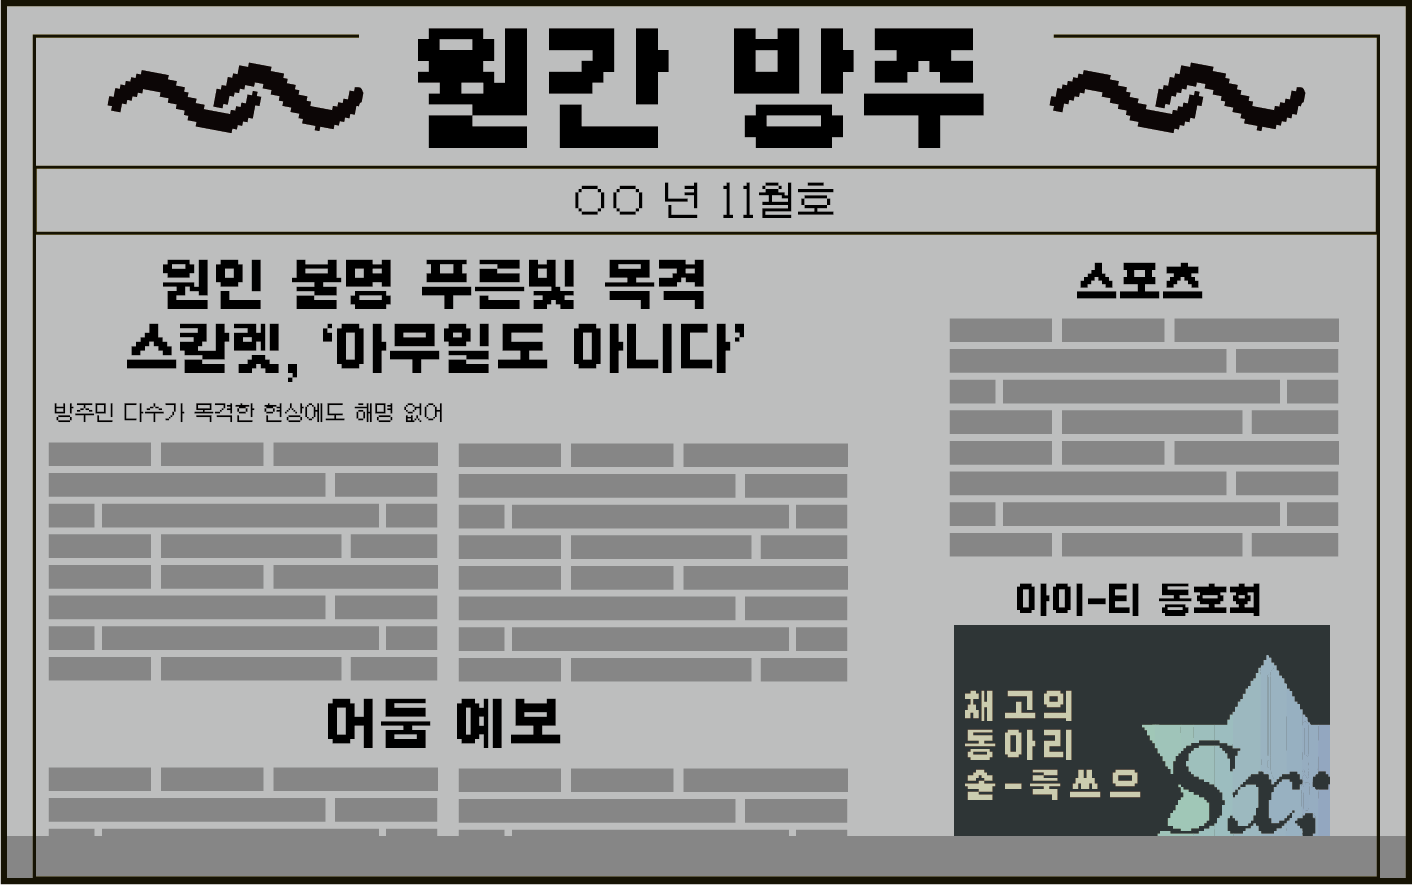 월간 방주
○○ 년 11월호
원인 불명 푸른빛 목격
스칼렛, ‘아무일도 아니다’
방주민 다수가 목격한 현상에도 해명 없어
어둠 예보
스포츠
아이-티 동호회
채고의
동아리
솔-룩쓰으
Sx;